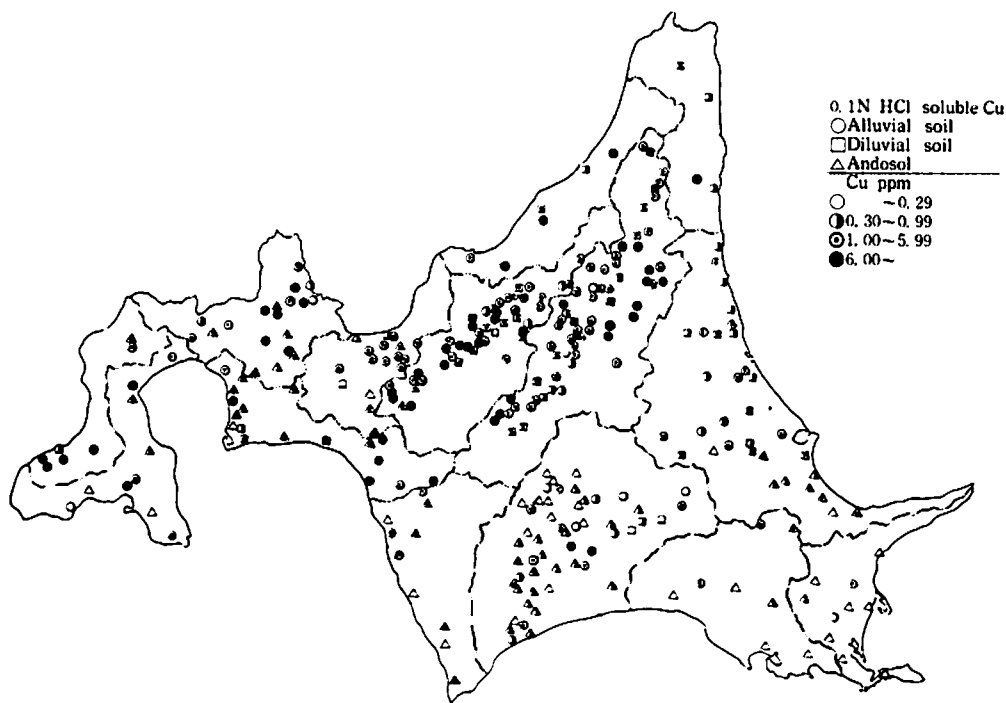 0. 1N HCl soluble Cu
○Alluvial soil
□Diluvial soil
△Andosol
Cu ppm
○ ~0. 29
◑0. 30~0. 99
◉1. 00~5. 99
●6. 00~